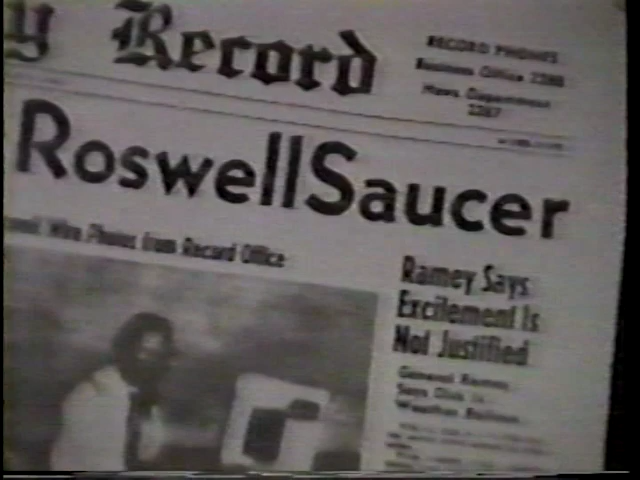 y Record
RECORD PHONES
Business Office 2288
News Department
2287
RoswellSaucer
Wire Photos from Record Office
Ramey Says
Excitement Is
Not Justified
General Ramey
Says Disk is
Weather Balloon